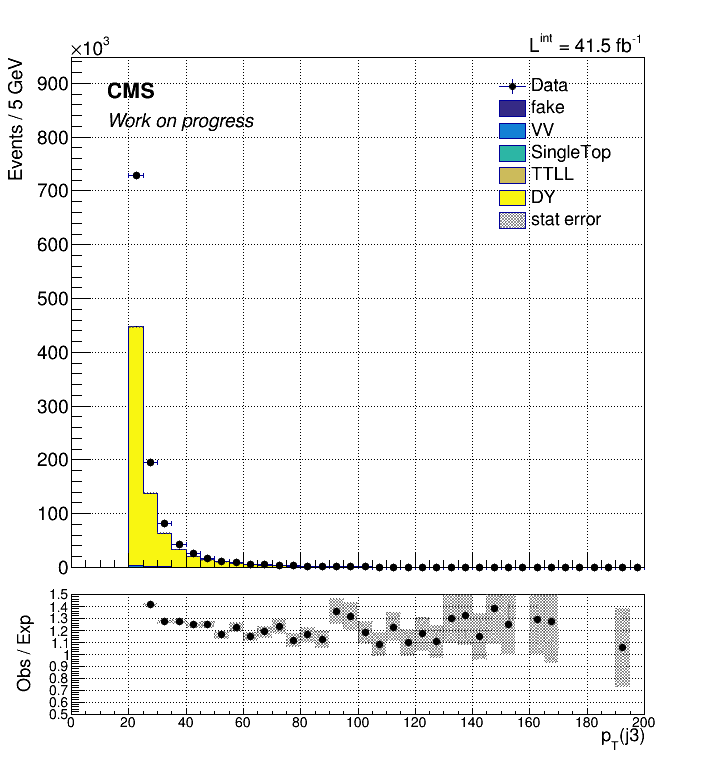 ×10³
L^int = 41.5 fb⁻¹
Events / 5 GeV
CMS
Work on progress
Data
fake
VV
SingleTop
TTLL
DY
stat error
900
800
700
600
500
400
300
200
100
0
Obs / Exp
1.5
1.4
1.3
1.2
1.1
1
0.9
0.8
0.7
0.6
0.5
0 20 40 60 80 100 120 140 160 180 200
p_T(j3)